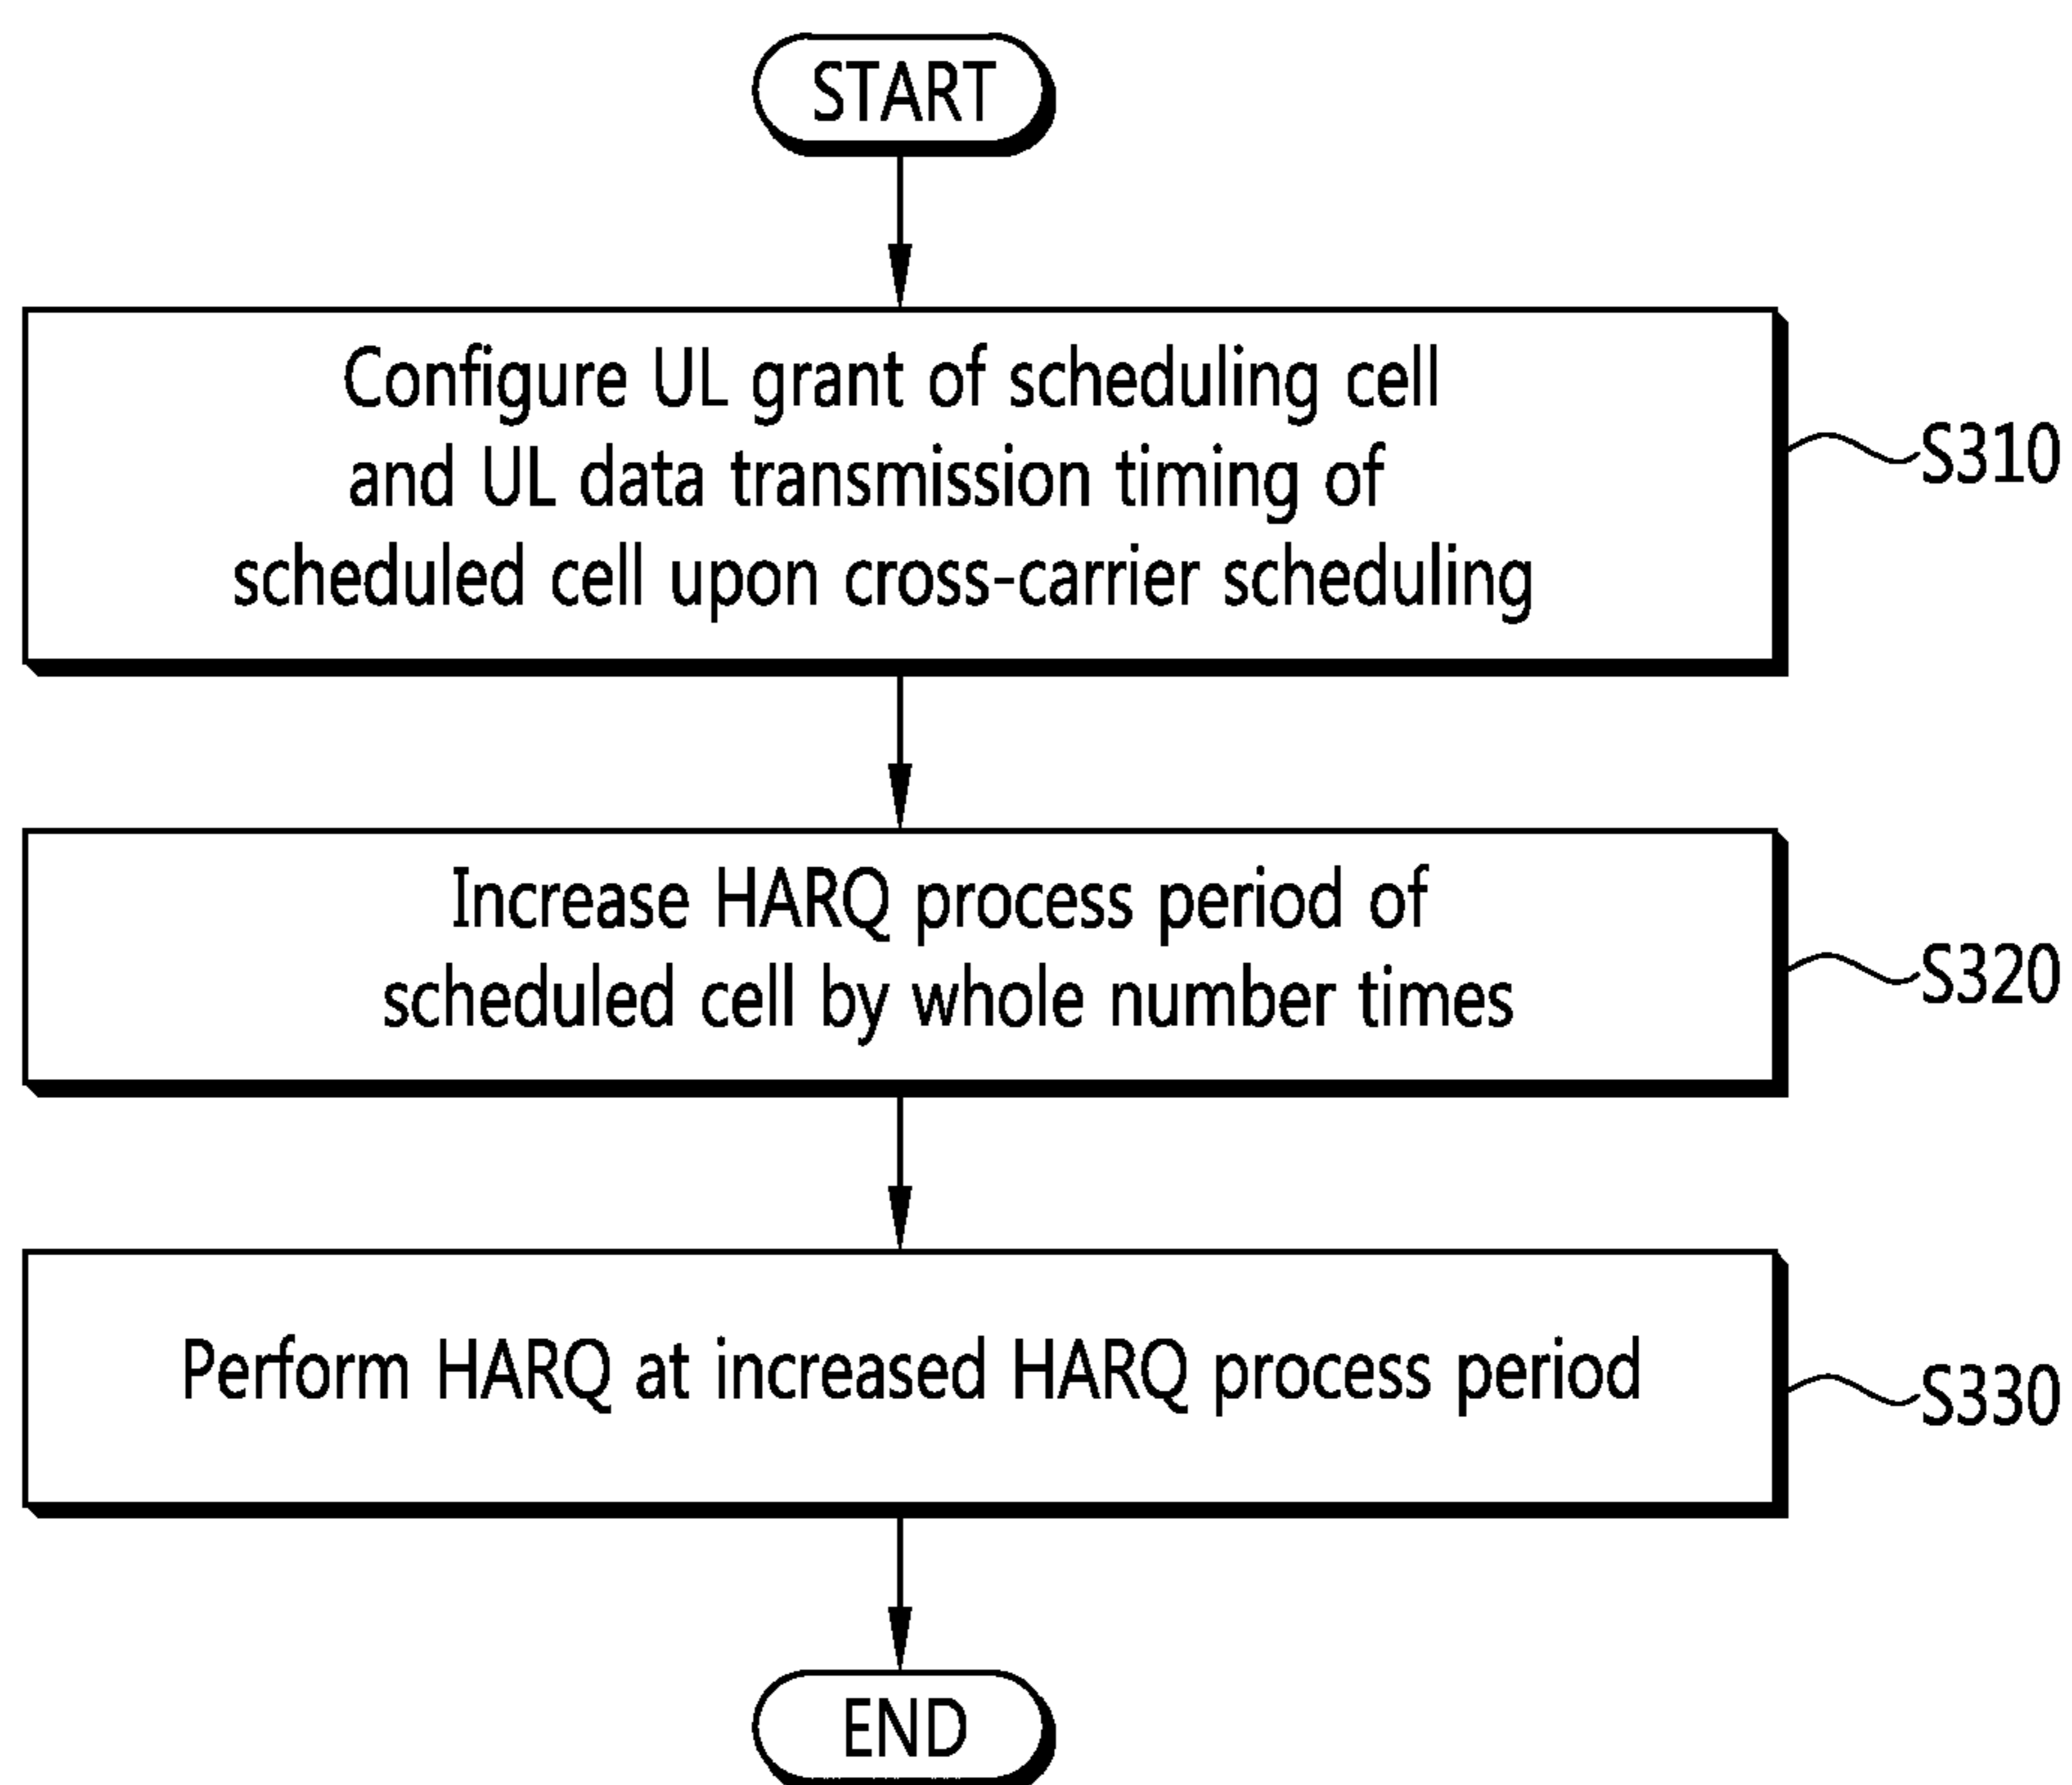 START
Configure UL grant of scheduling cell
and UL data transmission timing of
scheduled cell upon cross-carrier scheduling
S310
Increase HARQ process period of
scheduled cell by whole number times
S320
Perform HARQ at increased HARQ process period
S330
END